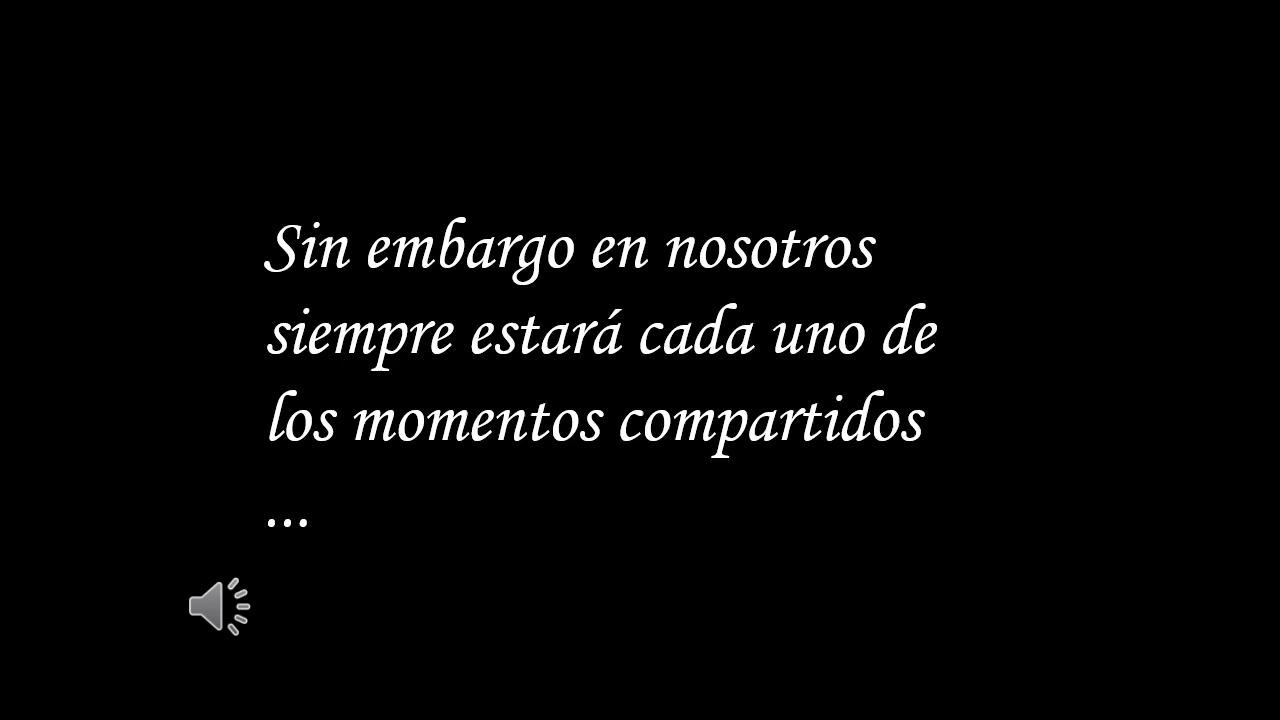 Sin embargo en nosotros
siempre estará cada uno de
los momentos compartidos
...